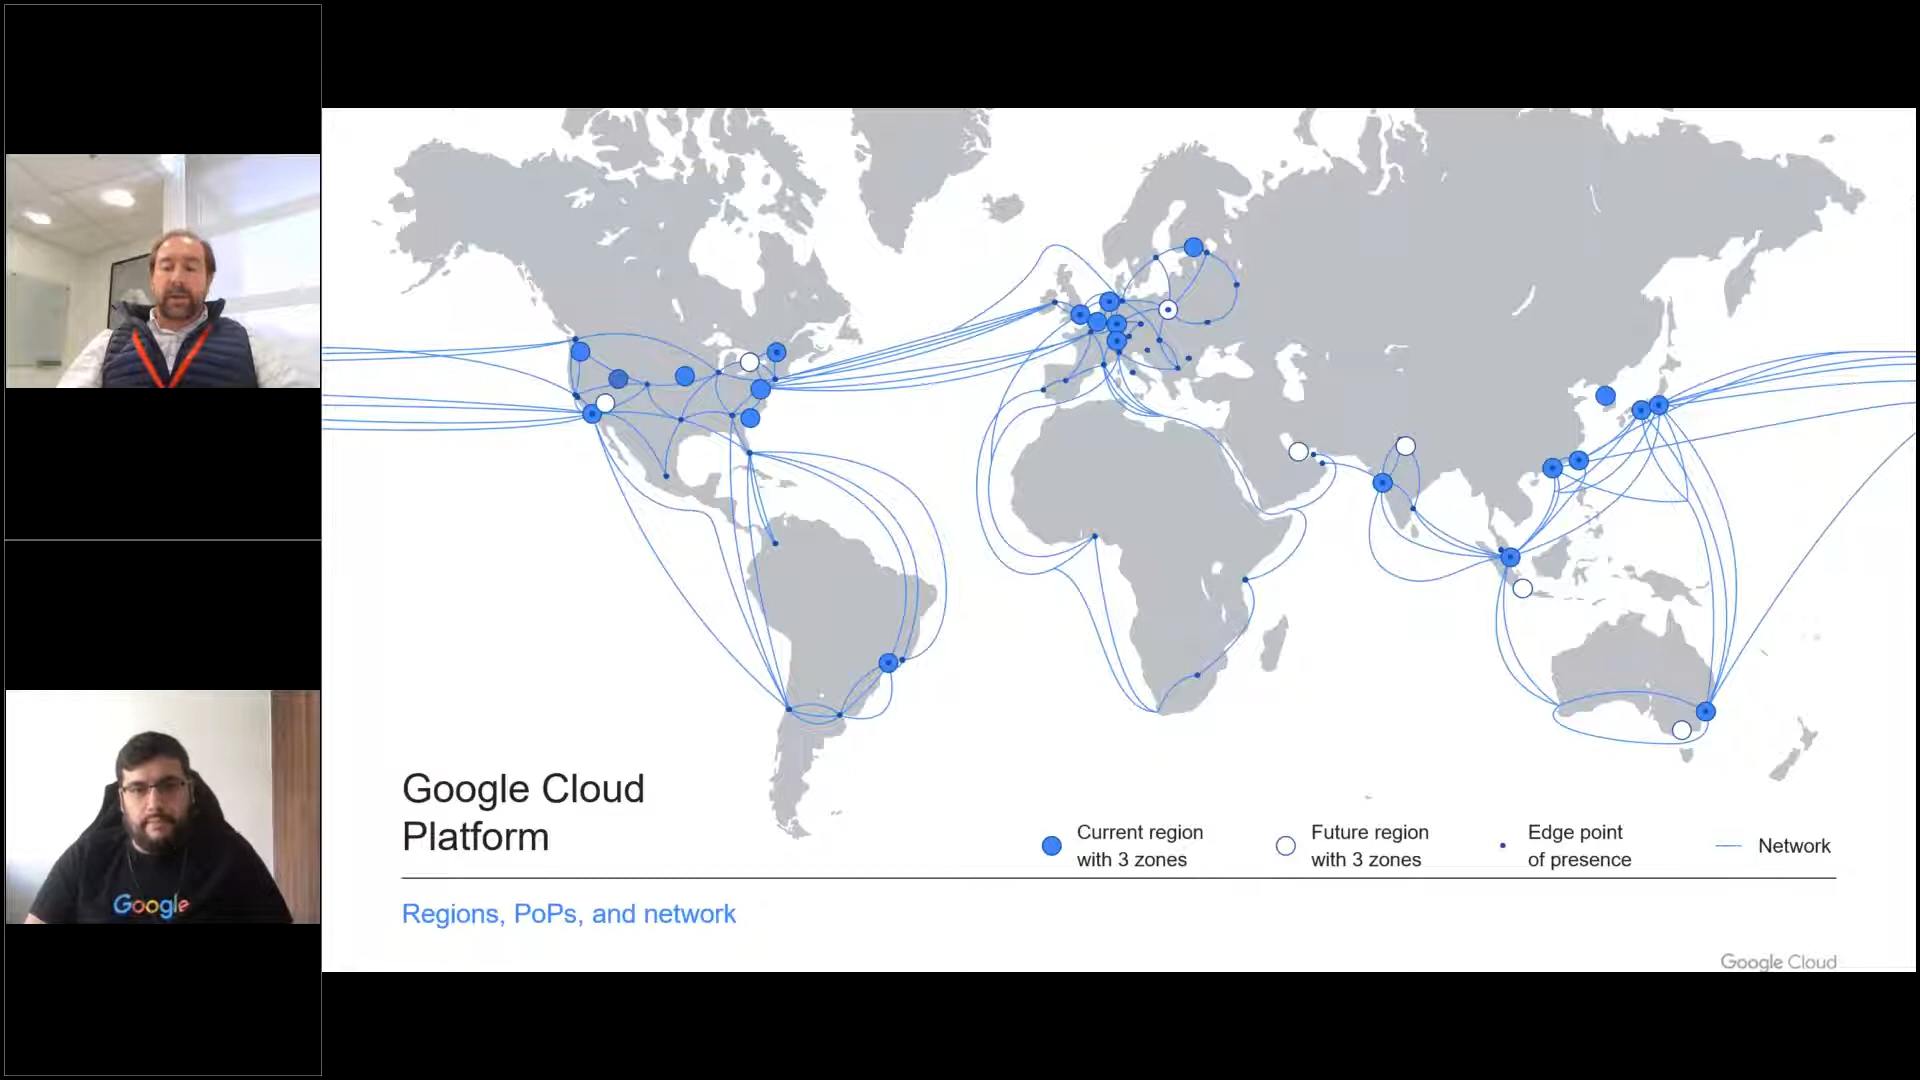 Google
Google Cloud
Platform
Current region
with 3 zones
Future region
with 3 zones
Edge point
of presence
Network
Regions, PoPs, and network
Google Cloud